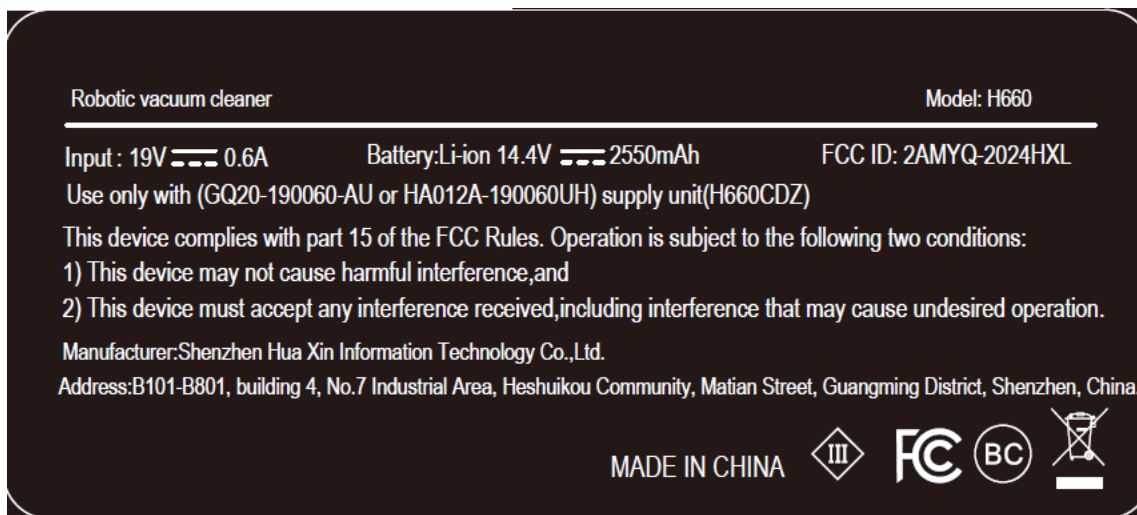 Robotic vacuum cleaner Model: H660
Input : 19V 0.6A Battery:Li-ion 14.4V 2550mAh FCC ID: 2AMYQ-2024HXL
Use only with (GQ20-190060-AU or HA012A-190060UH) supply unit(H660CDZ)
This device complies with part 15 of the FCC Rules. Operation is subject to the following two conditions:
1) This device may not cause harmful interference,and
2) This device must accept any interference received,including interference that may cause undesired operation.
Manufacturer:Shenzhen Hua Xin Information Technology Co.,Ltd.
Address:B101-B801, building 4, No.7 Industrial Area, Heshuikou Community, Matian Street, Guangming District, Shenzhen, China.
MADE IN CHINA III FC BC